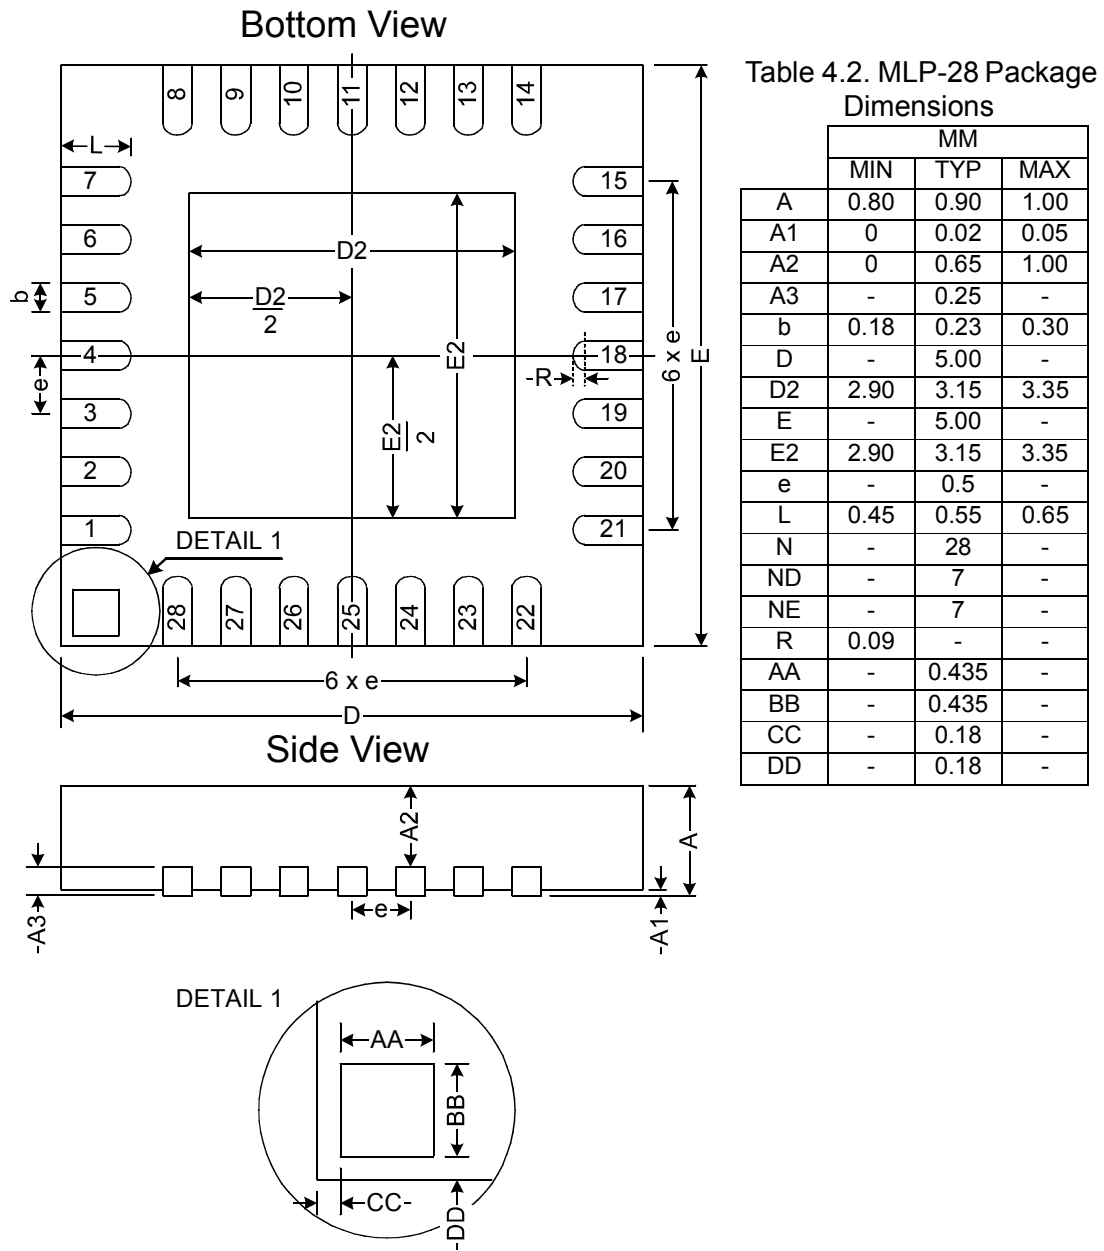 Bottom View
8
9
10
11
12
13
14
L
7
6
5
4
3
2
1
b
e
D2
D2
2
E2
E2
2
-R
15
16
17
18
19
20
21
6 x e
E
DETAIL 1
28
27
26
25
24
23
22
6 x e
D
Table 4.2. MLP-28 Package
Dimensions
MM
MIN TYP MAX
A 0.80 0.90 1.00
A1 0 0.02 0.05
A2 0 0.65 1.00
A3 - 0.25 -
b 0.18 0.23 0.30
D - 5.00 -
D2 2.90 3.15 3.35
E - 5.00 -
E2 2.90 3.15 3.35
e - 0.5 -
L 0.45 0.55 0.65
N - 28 -
ND - 7 -
NE - 7 -
R 0.09 - -
AA - 0.435 -
BB - 0.435 -
CC - 0.18 -
DD - 0.18 -
Side View
A2
A
-A3
e
-A1
DETAIL 1
AA
BB
CC-
-DD